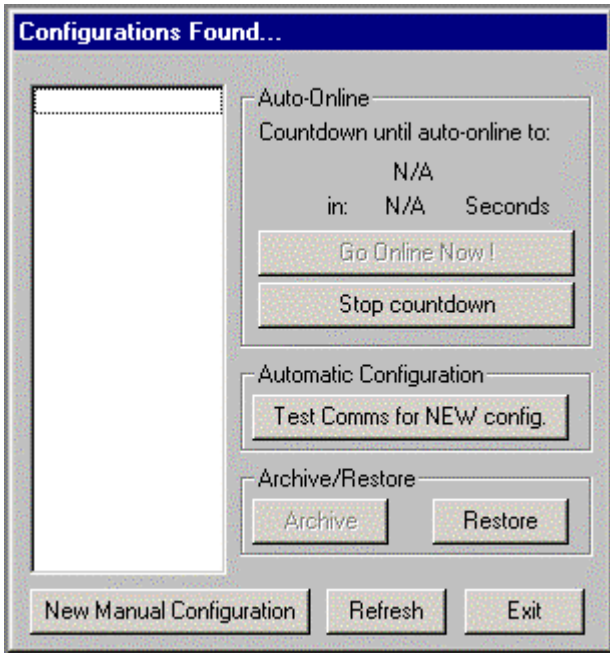 Configurations Found...
Auto-Online
Countdown until auto-online to:
N/A
in: N/A Seconds
Go Online Now !
Stop countdown
Automatic Configuration
Test Comms for NEW config.
Archive/Restore
Archive Restore
New Manual Configuration Refresh Exit